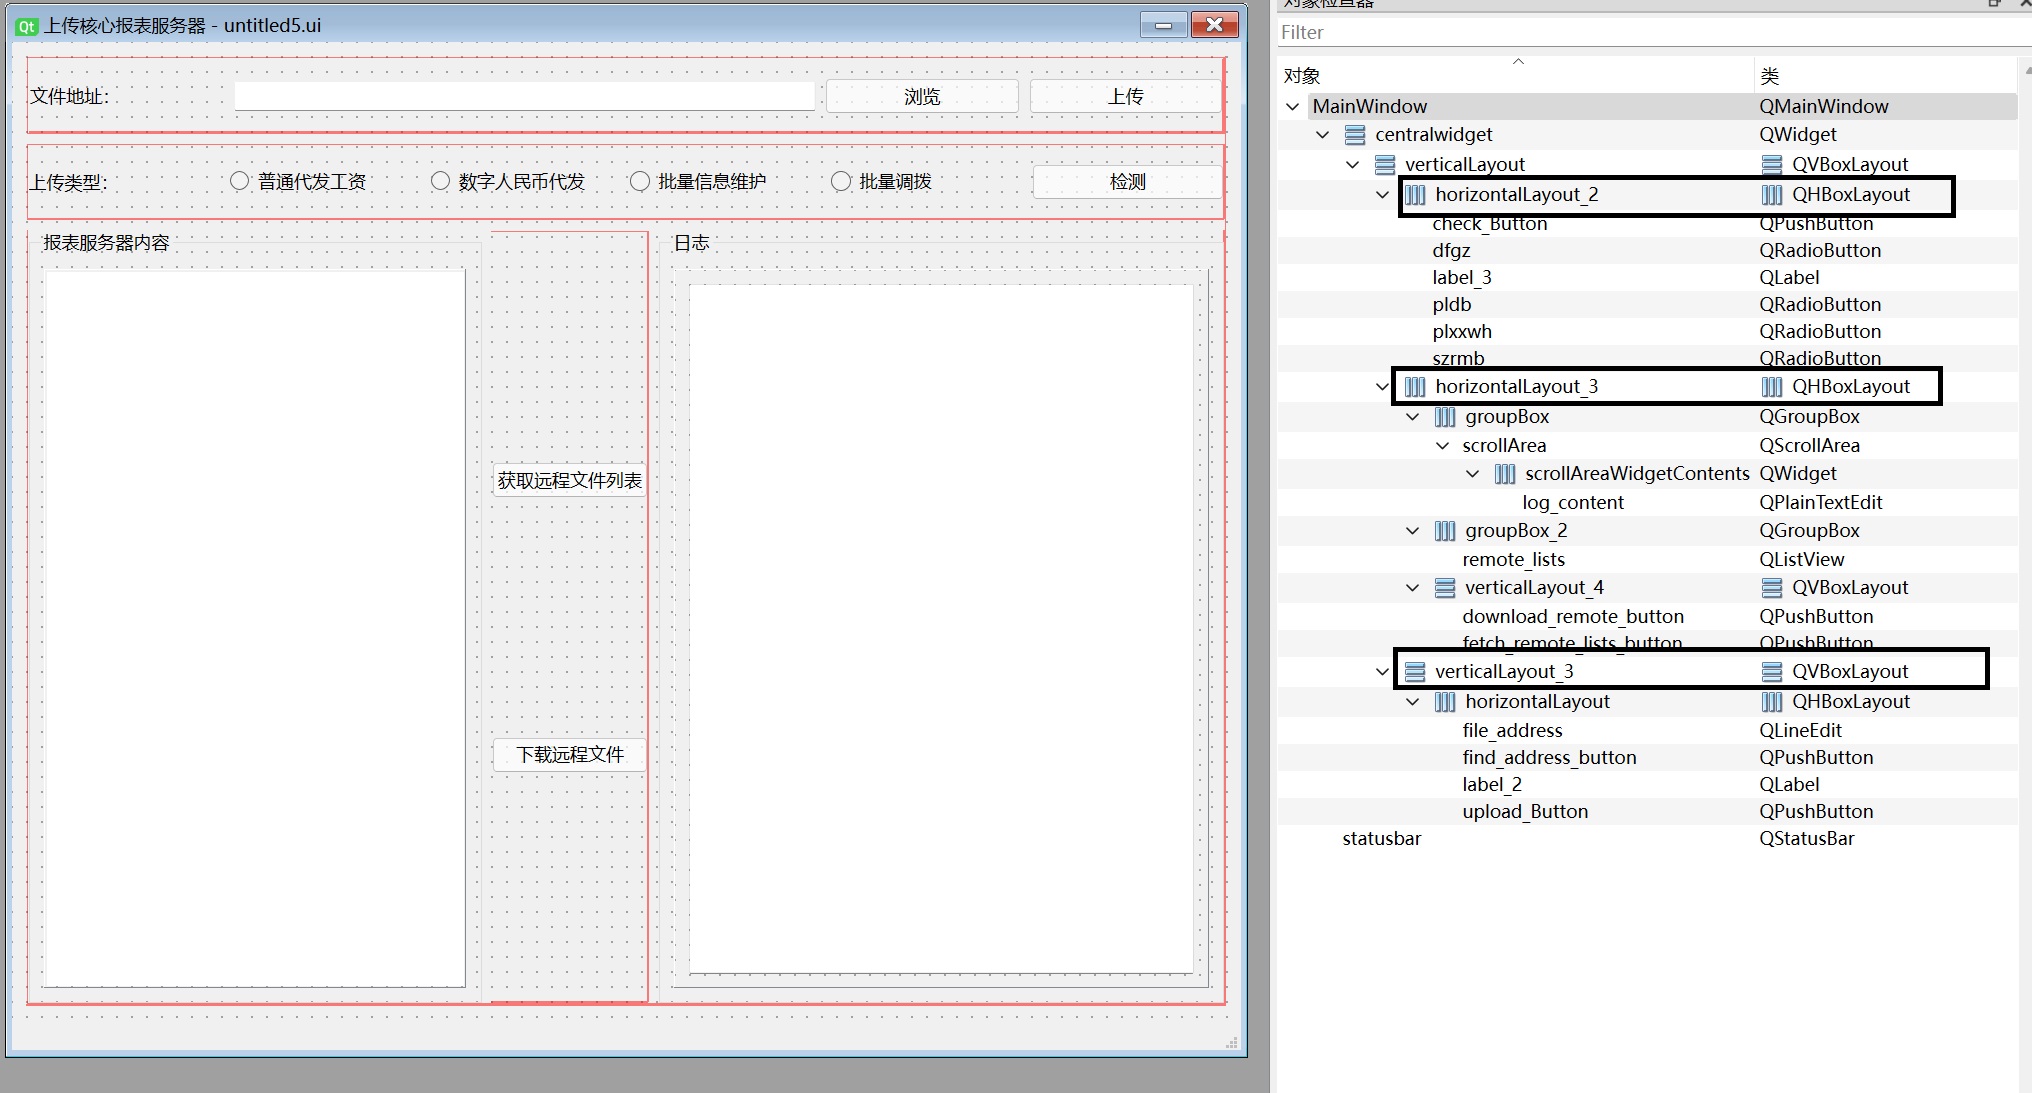 上传核心报表服务器 - untitled5.ui
文件地址:
浏览
上传
上传类型:
普通代发工资
数字人民币代发
批量信息维护
批量调拨
检测
报表服务器内容
获取远程文件列表
下载远程文件
日志
对象检查器
Filter
对象 类
MainWindow QMainWindow
centralwidget QWidget
verticalLayout QVBoxLayout
horizontalLayout_2 QHBoxLayout
check_Button QPushButton
dfgz QRadioButton
label_3 QLabel
pldb QRadioButton
plxxwh QRadioButton
szrmb QRadioButton
horizontalLayout_3 QHBoxLayout
groupBox QGroupBox
scrollArea QScrollArea
scrollAreaWidgetContents QWidget
log_content QPlainTextEdit
groupBox_2 QGroupBox
remote_lists QListView
verticalLayout_4 QVBoxLayout
download_remote_button QPushButton
fetch_remote_lists_button QPushButton
verticalLayout_3 QVBoxLayout
horizontalLayout QHBoxLayout
file_address QLineEdit
find_address_button QPushButton
label_2 QLabel
upload_Button QPushButton
statusbar QStatusBar